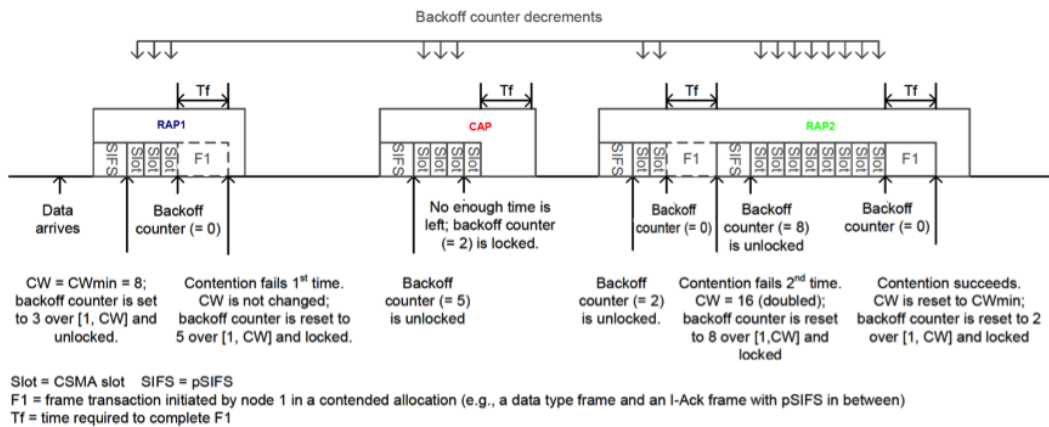 Backoff counter decrements
Tf
Tf
Tf
Tf
RAP1
CAP
RAP2
SIFS
Slot
Slot
Slot
F1
SIFS
Slot
Slot
Slot
Slot
SIFS
Slot
Slot
F1
SIFS
Slot
Slot
Slot
Slot
Slot
Slot
Slot
Slot
F1
Data
arrives
Backoff
counter (= 0)
No enough time is
left; backoff counter
(= 2) is locked.
Backoff
counter (= 0)
Backoff
counter (= 8)
is unlocked
Backoff
counter (= 0)
CW = CWmin = 8;
backoff counter is set
to 3 over [1, CW] and
unlocked.
Contention fails 1st time.
CW is not changed;
backoff counter is reset to
5 over [1, CW] and locked.
Backoff
counter (= 5)
is unlocked
Backoff
counter (= 2)
is unlocked.
Contention fails 2nd time.
CW = 16 (doubled);
backoff counter is reset
to 8 over [1,CW] and
locked
Contention succeeds.
CW is reset to CWmin;
backoff counter is reset to 2
over [1, CW] and locked
Slot = CSMA slot SIFS = pSIFS
F1 = frame transaction initiated by node 1 in a contended allocation (e.g., a data type frame and an I-Ack frame with pSIFS in between)
Tf = time required to complete F1